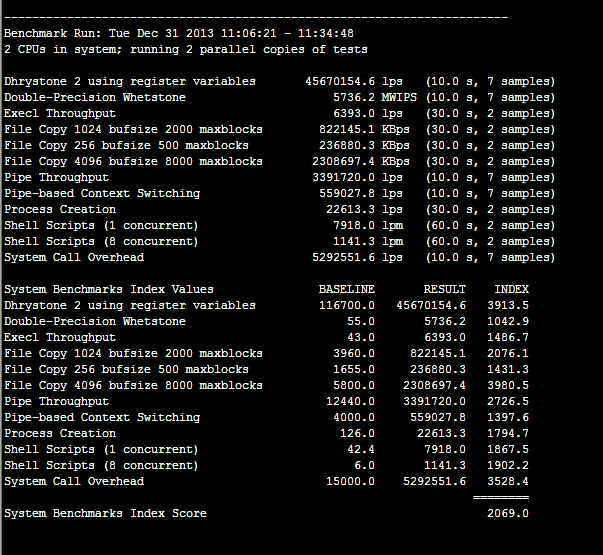 ------------------------------------------------------------------------
Benchmark Run: Tue Dec 31 2013 11:06:21 - 11:34:48
2 CPUs in system; running 2 parallel copies of tests

Dhrystone 2 using register variables       45670154.6 lps   (10.0 s, 7 samples)
Double-Precision Whetstone                     5736.2 MWIPS (10.0 s, 7 samples)
Execl Throughput                               6393.0 lps   (30.0 s, 2 samples)
File Copy 1024 bufsize 2000 maxblocks        822145.1 KBps  (30.0 s, 2 samples)
File Copy 256 bufsize 500 maxblocks          236880.3 KBps  (30.0 s, 2 samples)
File Copy 4096 bufsize 8000 maxblocks       2308697.4 KBps  (30.0 s, 2 samples)
Pipe Throughput                             3391720.0 lps   (10.0 s, 7 samples)
Pipe-based Context Switching                 559027.8 lps   (10.0 s, 7 samples)
Process Creation                              22613.3 lps   (30.0 s, 2 samples)
Shell Scripts (1 concurrent)                   7918.0 lpm   (60.0 s, 2 samples)
Shell Scripts (8 concurrent)                   1141.3 lpm   (60.0 s, 2 samples)
System Call Overhead                        5292551.6 lps   (10.0 s, 7 samples)

System Benchmarks Index Values               BASELINE       RESULT    INDEX
Dhrystone 2 using register variables         116700.0   45670154.6   3913.5
Double-Precision Whetstone                       55.0       5736.2   1042.9
Execl Throughput                                 43.0       6393.0   1486.7
File Copy 1024 bufsize 2000 maxblocks          3960.0     822145.1   2076.1
File Copy 256 bufsize 500 maxblocks            1655.0     236880.3   1431.3
File Copy 4096 bufsize 8000 maxblocks          5800.0    2308697.4   3980.5
Pipe Throughput                               12440.0    3391720.0   2726.5
Pipe-based Context Switching                   4000.0     559027.8   1397.6
Process Creation                                126.0      22613.3   1794.7
Shell Scripts (1 concurrent)                     42.4       7918.0   1867.5
Shell Scripts (8 concurrent)                      6.0       1141.3   1902.2
System Call Overhead                          15000.0    5292551.6   3528.4
                                                                   ========
System Benchmarks Index Score                                        2069.0